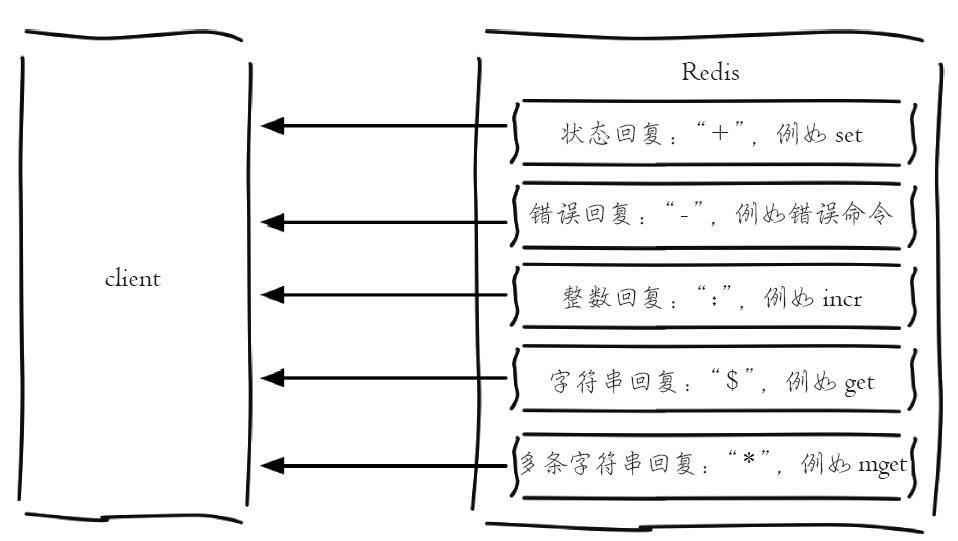 Redis
状态回复：“+”，例如 set
错误回复：“-”，例如错误命令
client
整数回复：“:”，例如 incr
字符串回复：“$”，例如 get
多条字符串回复：“*”，例如 mget